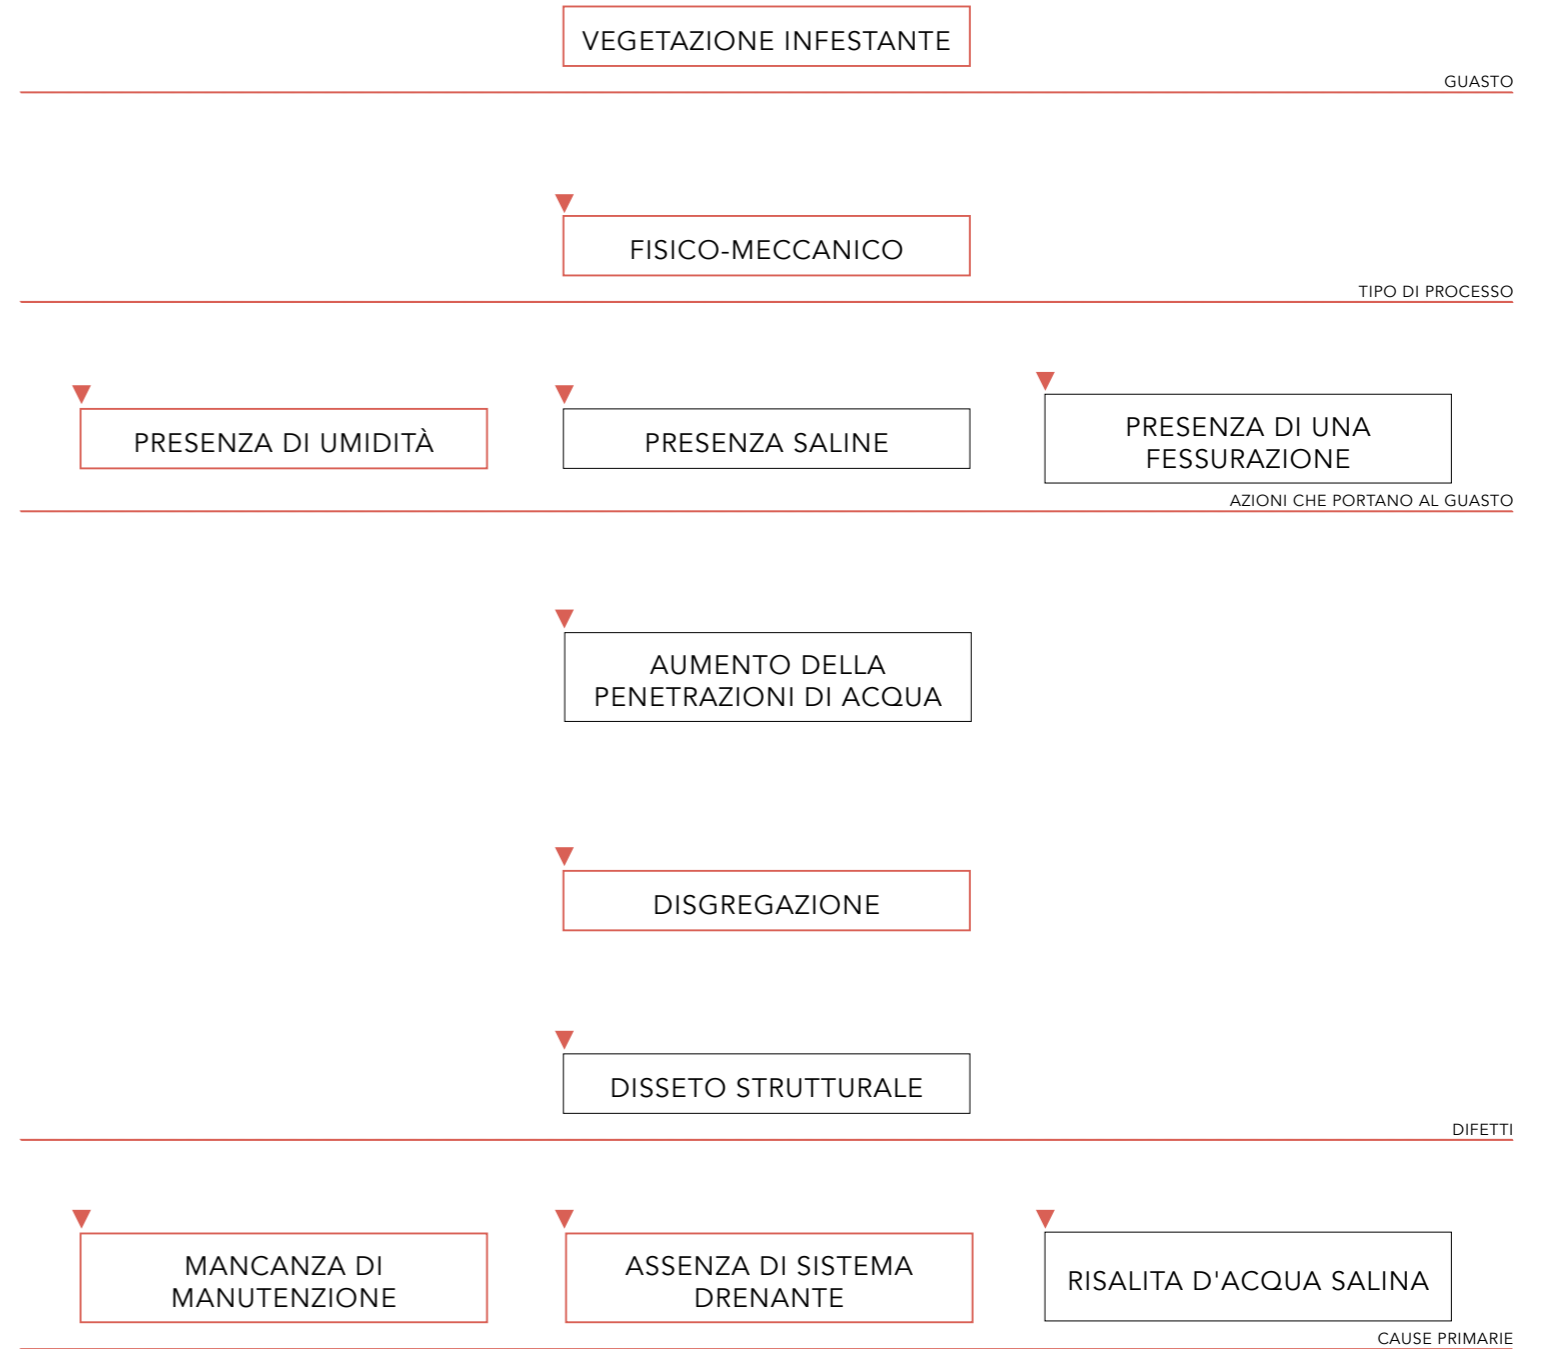 VEGETAZIONE INFESTANTE
GUASTO
FISICO-MECCANICO
TIPO DI PROCESSO
PRESENZA DI UMIDITÀ
PRESENZA SALINE
PRESENZA DI UNA
FESSURAZIONE
AZIONI CHE PORTANO AL GUASTO
AUMENTO DELLA
PENETRAZIONI DI ACQUA
DISGREGAZIONE
DISSETO STRUTTURALE
DIFETTI
MANCANZA DI
MANUTENZIONE
ASSENZA DI SISTEMA
DRENANTE
RISALITA D'ACQUA SALINA
CAUSE PRIMARIE